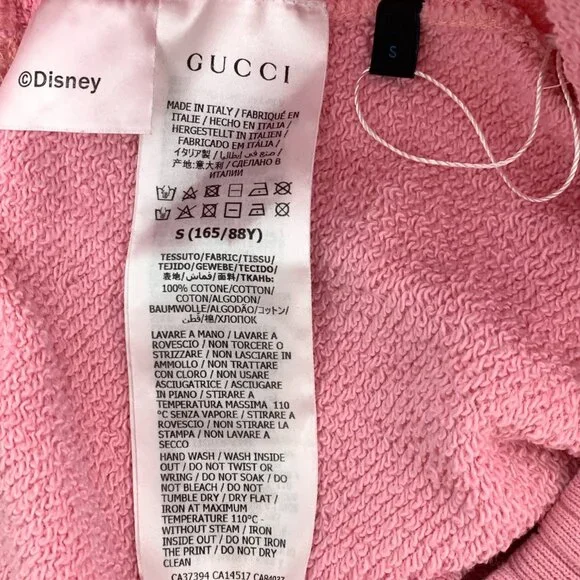 ©Disney
GUCCI
S
MADE IN ITALY / FABRIQUÉ EN
ITALIE / HECHO EN ITALIA /
HERGESTELLT IN ITALIEN /
FABRICADO EM ITÁLIA /
イタリア製 / صنع في إيطاليا /
产地:意大利 / СДЕЛАНО В
ИТАЛИИ
S (165/88Y)
TESSUTO/FABRIC/TISSU/
TEJIDO/GEWEBE/TECIDO/
表地/قماش/面料/ТКАНЬ:
100% COTONE/COTTON/
COTON/ALGODON/
BAUMWOLLE/ALGODÃO/コットン/
قطن/棉/ХЛОПОК
LAVARE A MANO / LAVARE A
ROVESCIO / NON TORCERE O
STRIZZARE / NON LASCIARE IN
AMMOLLO / NON TRATTARE
CON CLORO / NON USARE
ASCIUGATRICE / ASCIUGARE
IN PIANO / STIRARE A
TEMPERATURA MASSIMA 110
°C SENZA VAPORE / STIRARE A
ROVESCIO / NON STIRARE LA
STAMPA / NON LAVARE A
SECCO
HAND WASH / WASH INSIDE
OUT / DO NOT TWIST OR
WRING / DO NOT SOAK / DO
NOT BLEACH / DO NOT
TUMBLE DRY / DRY FLAT /
IRON AT MAXIMUM
TEMPERATURE 110°C -
WITHOUT STEAM / IRON
INSIDE OUT / DO NOT IRON
THE PRINT / DO NOT DRY
CLEAN
CA37394 CA14517 CA84037